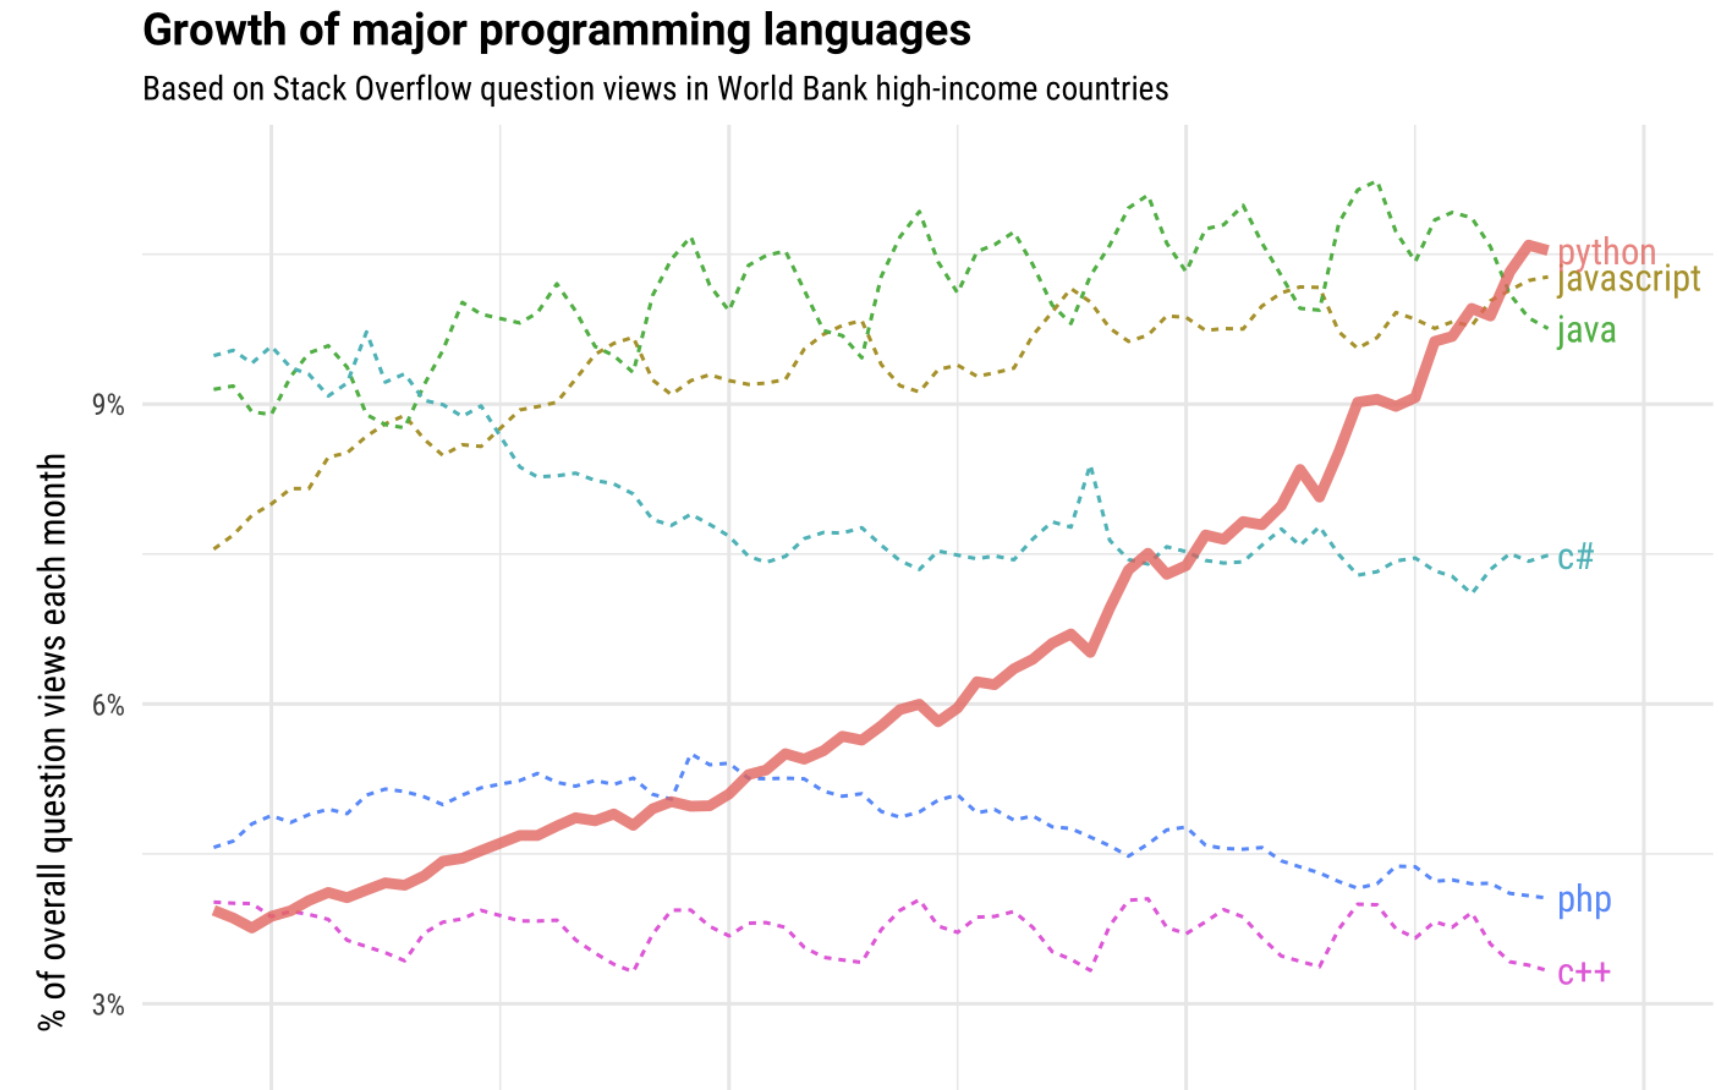 Growth of major programming languages
Based on Stack Overflow question views in World Bank high-income countries
% of overall question views each month
9%
6%
3%
python
javascript
java
c#
php
c++